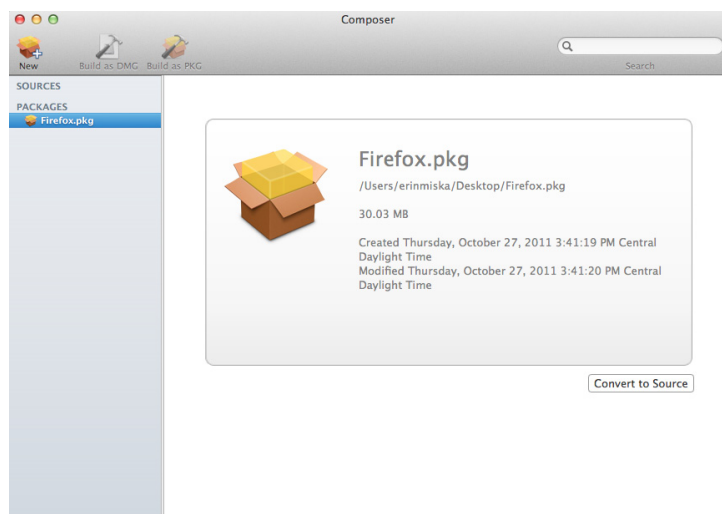 Composer
New
Build as DMG
Build as PKG
Search
SOURCES
PACKAGES
Firefox.pkg
Firefox.pkg
/Users/erinmiska/Desktop/Firefox.pkg
30.03 MB
Created Thursday, October 27, 2011 3:41:19 PM Central
Daylight Time
Modified Thursday, October 27, 2011 3:41:20 PM Central
Daylight Time
Convert to Source